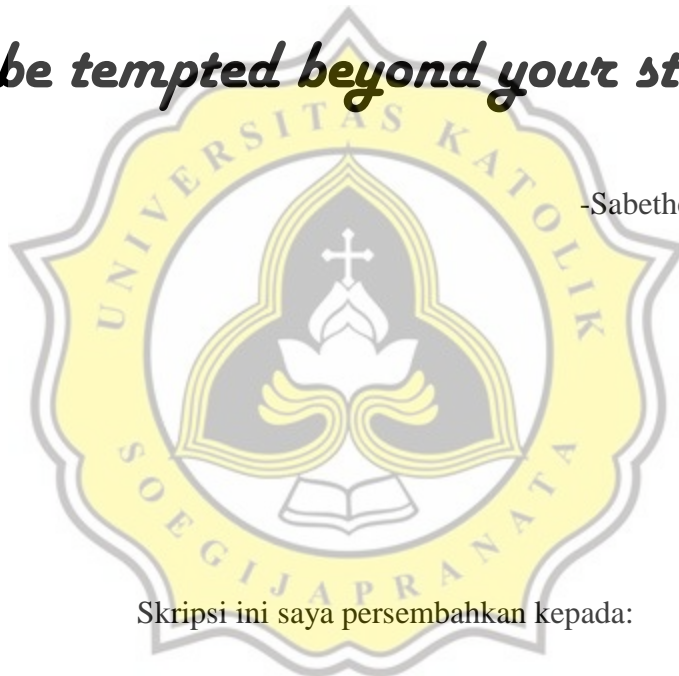 be tempted beyond your st
-Sabeth
UNIVERSITAS KATOLIK
SOEGIJAPRANATA
Skripsi ini saya persembahkan kepada: